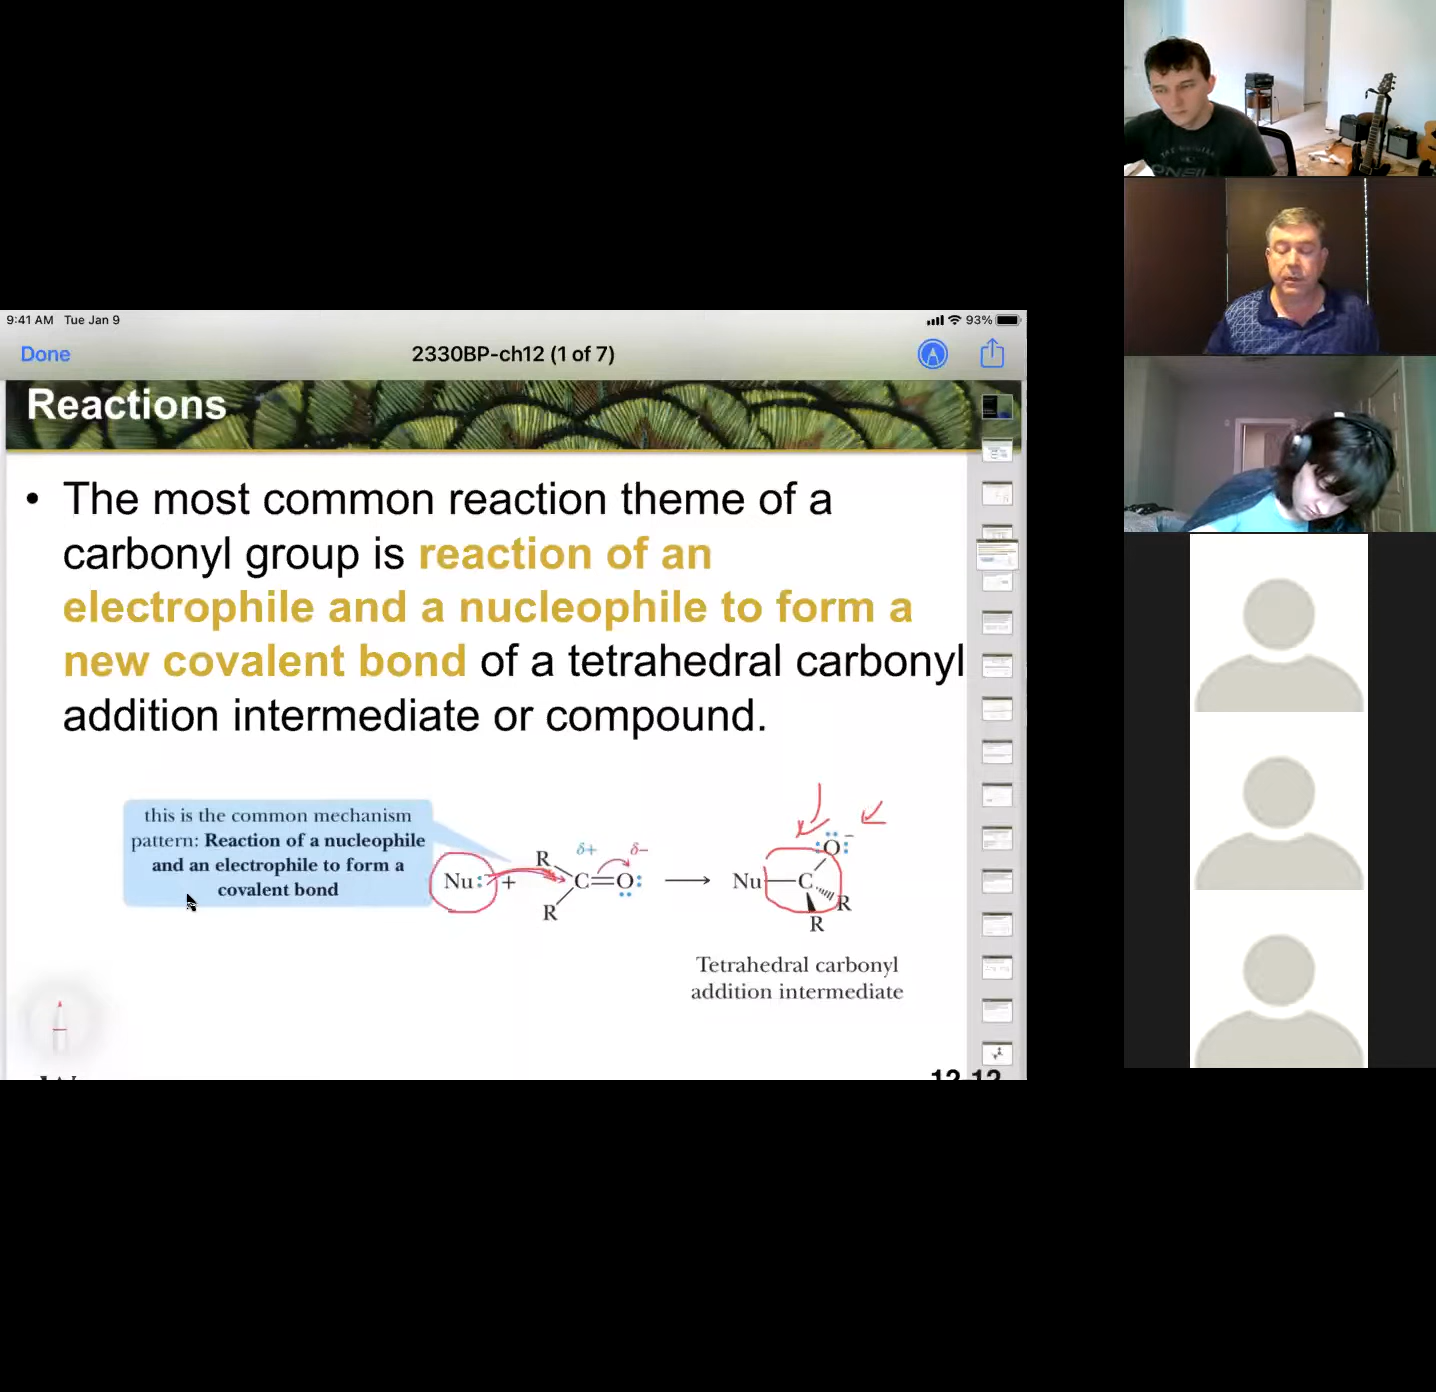 9:41 AM Tue Jan 9
93%
Done
2330BP-ch12 (1 of 7)
Reactions
• The most common reaction theme of a
carbonyl group is reaction of an
electrophile and a nucleophile to form a
new covalent bond of a tetrahedral carbonyl
addition intermediate or compound.
this is the common mechanism
pattern: Reaction of a nucleophile
and an electrophile to form a
covalent bond
Nu:⁻ + R R C=O: δ+ δ−
Nu—C :O:⁻ R R
Tetrahedral carbonyl
addition intermediate
12-12